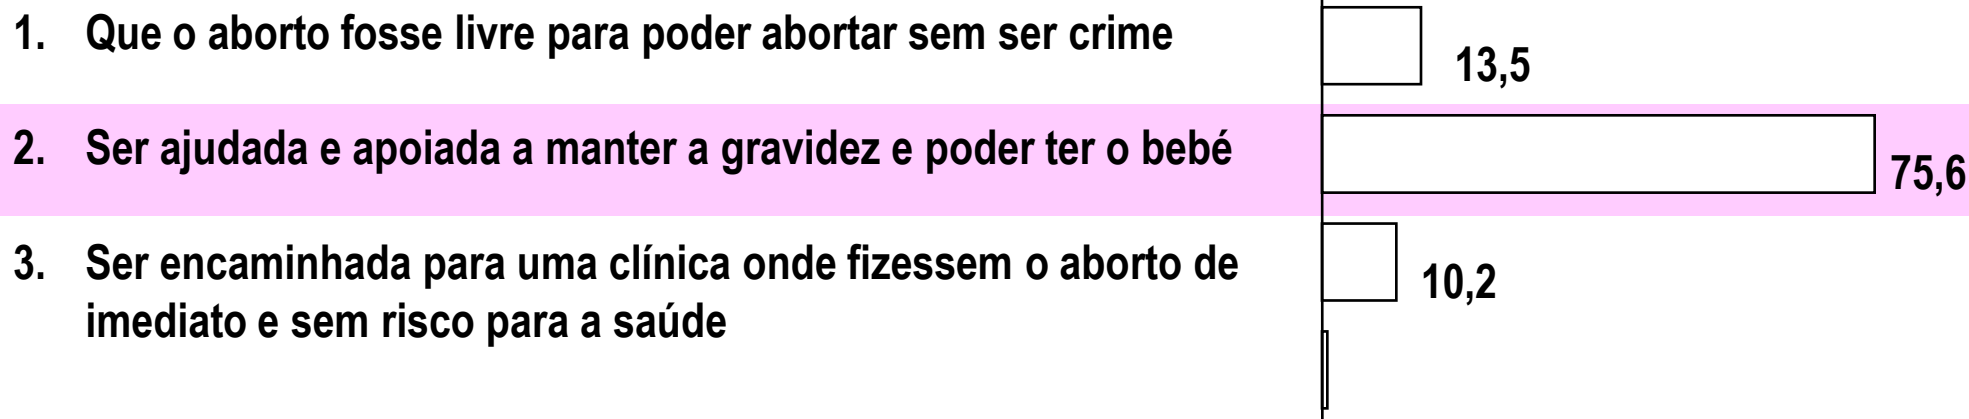 1. Que o aborto fosse livre para poder abortar sem ser crime
13,5
2. Ser ajudada e apoiada a manter a gravidez e poder ter o bebé
75,6
3. Ser encaminhada para uma clínica onde fizessem o aborto de
imediato e sem risco para a saúde
10,2